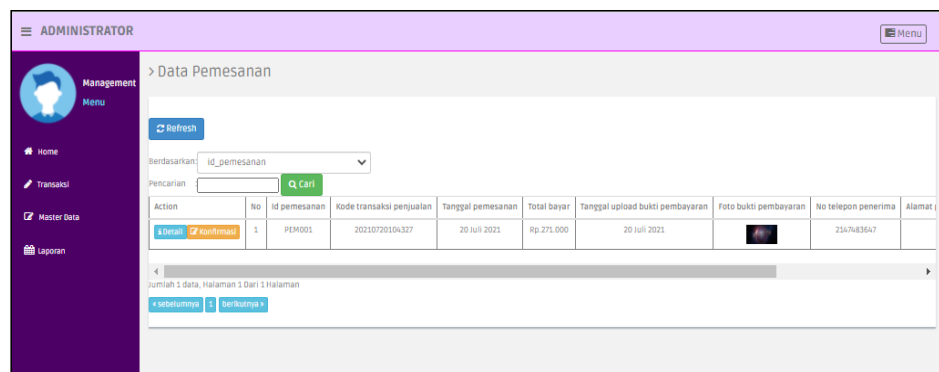 ADMINISTRATOR
Menu
Management
Menu
Home
Transaksi
Master Data
Laporan
> Data Pemesanan
Refresh
Berdasarkan: id_pemesanan
Pencarian :
Cari
Action No Id pemesanan Kode transaksi penjualan Tanggal pemesanan Total bayar Tanggal upload bukti pembayaran Foto bukti pembayaran No telepon penerima Alamat
Detail Konfirmasi 1 PEM001 20210720104327 20 Juli 2021 Rp.271.000 20 Juli 2021 2147483647
Jumlah 1 data, Halaman 1 Dari 1 Halaman
« sebelumnya 1 berikutnya »